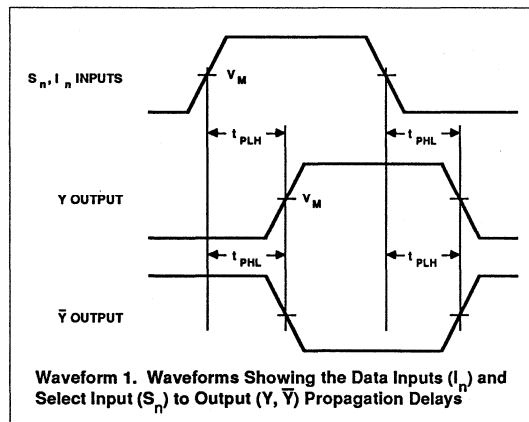 Sn, In INPUTS
VM
tPLH
tPHL
Y OUTPUT
VM
tPHL
tPLH
Y̅ OUTPUT
Waveform 1. Waveforms Showing the Data Inputs (In) and
Select Input (Sn) to Output (Y, Y̅) Propagation Delays